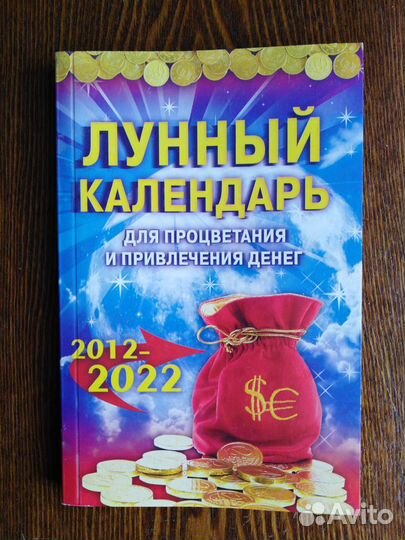 ЛУННЫЙ
КАЛЕНДАРЬ
ДЛЯ ПРОЦВЕТАНИЯ
И ПРИВЛЕЧЕНИЯ ДЕНЕГ
2012-
2022
$€
Avito